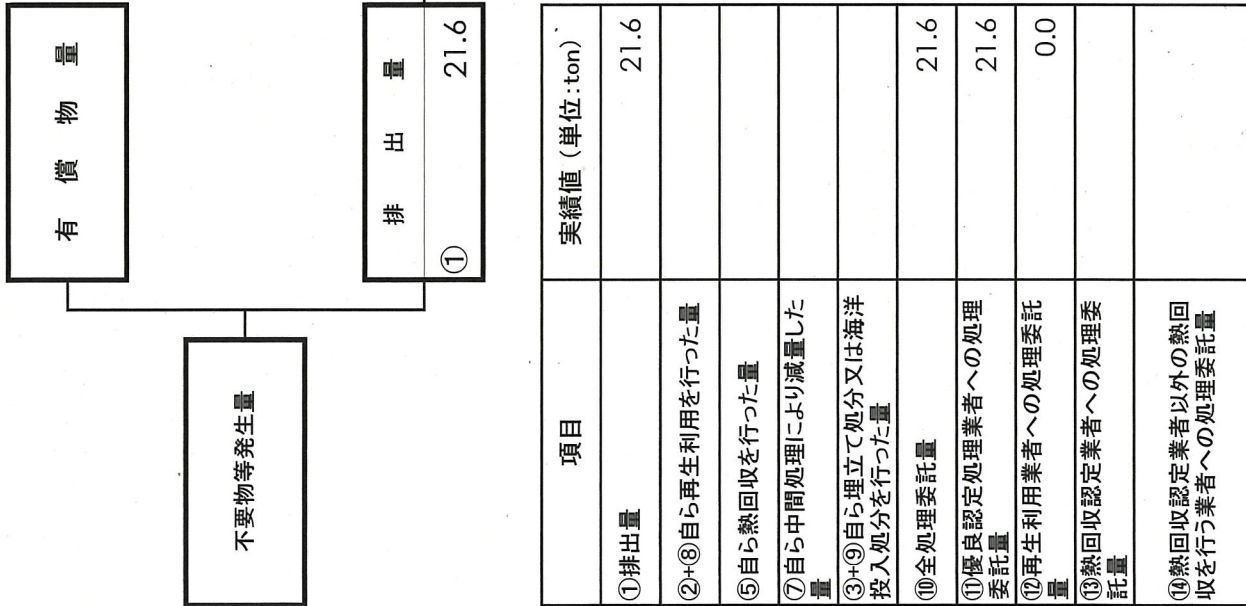 有 償 物 量
不要物等発生量
排 出 量
① 21.6
項目 実績値（単位:ton）
①排出量 21.6
②+⑧自ら再生利用を行った量
⑤自ら熱回収を行った量
⑦自ら中間処理により減量した
量
③+⑨自ら埋立て処分又は海洋
投入処分を行った量
⑩全処理委託量 21.6
⑪優良認定処理業者への処理
委託量 21.6
⑫再生利用業者への処理委託
量 0.0
⑬熱回収認定業者への処理委
託量
⑭熱回収認定業者以外の熱回
収を行う業者への処理委託量